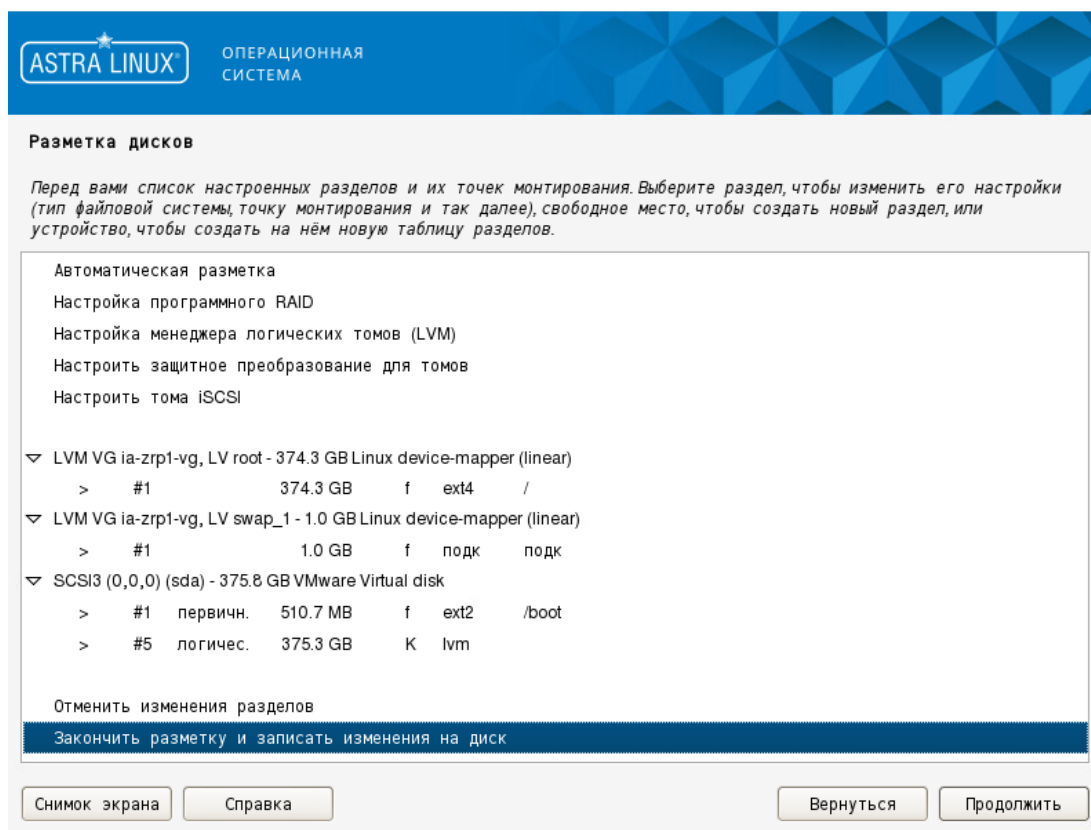 ASTRA LINUX®
ОПЕРАЦИОННАЯ
СИСТЕМА
Разметка дисков
Перед вами список настроенных разделов и их точек монтирования. Выберите раздел, чтобы изменить его настройки
(тип файловой системы, точку монтирования и так далее), свободное место, чтобы создать новый раздел, или
устройство, чтобы создать на нём новую таблицу разделов.
Автоматическая разметка
Настройка программного RAID
Настройка менеджера логических томов (LVM)
Настроить защитное преобразование для томов
Настроить тома iSCSI
LVM VG ia-zrp1-vg, LV root - 374.3 GB Linux device-mapper (linear)
> #1 374.3 GB f ext4 /
LVM VG ia-zrp1-vg, LV swap_1 - 1.0 GB Linux device-mapper (linear)
> #1 1.0 GB f подк подк
SCSI3 (0,0,0) (sda) - 375.8 GB VMware Virtual disk
> #1 первичн. 510.7 MB f ext2 /boot
> #5 логичес. 375.3 GB K lvm
Отменить изменения разделов
Закончить разметку и записать изменения на диск
Снимок экрана Справка Вернуться Продолжить